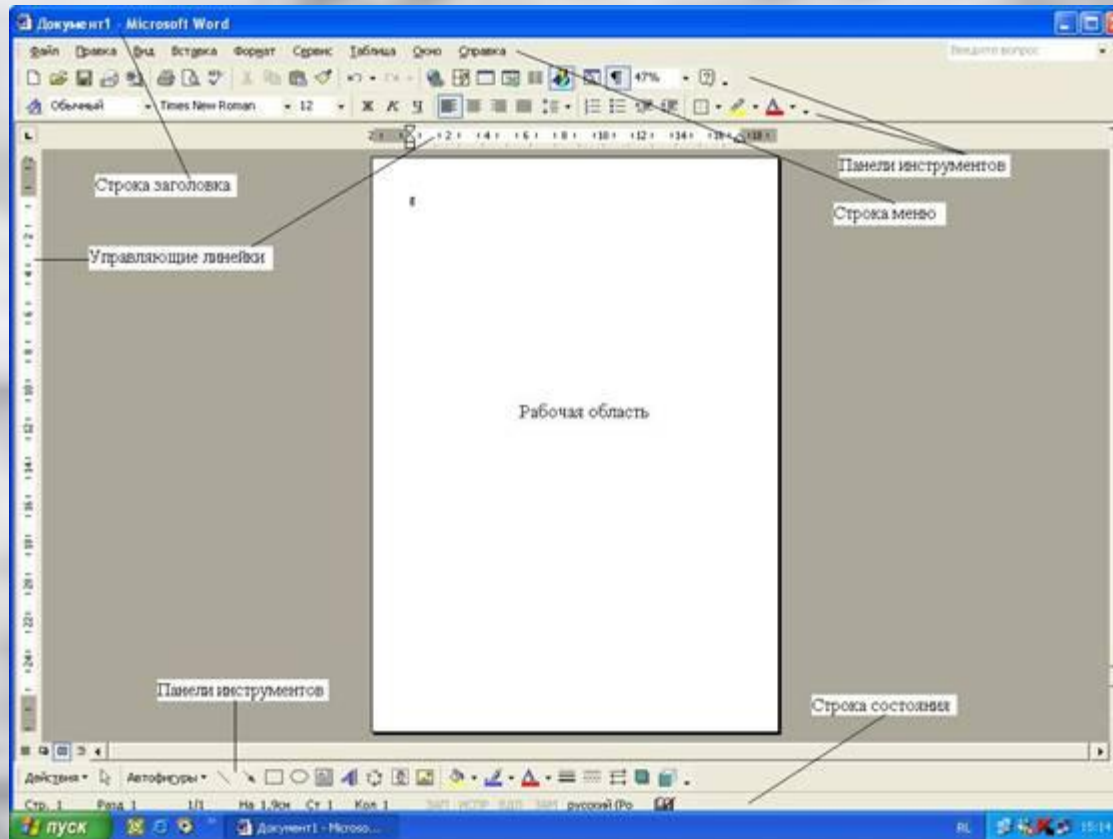 Документ1 - Microsoft Word
Файл Правка Вид Вставка Формат Сервис Таблица Окно Справка
Введите вопрос
47%
Обычный Times New Roman 12 Ж К Ч
Панели инструментов
Строка заголовка
Строка меню
Управляющие линейки
Рабочая область
Панели инструментов
Строка состояния
Действия Автофигуры
Стр. 1 Разд 1 1/1 На 1,9см Ст 1 Кол 1 ЗАП ИСПР ВДЛ ЗАМ русский (Ро
пуск Документ1 - Microso... 15:14